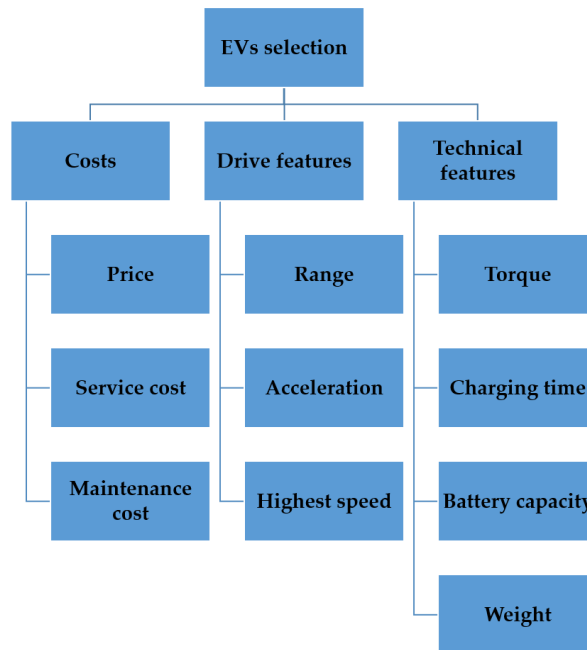 EVs selection
Costs
Drive features
Technical
features
Price
Range
Torque
Service cost
Acceleration
Charging time
Maintenance
cost
Highest speed
Battery capacity
Weight